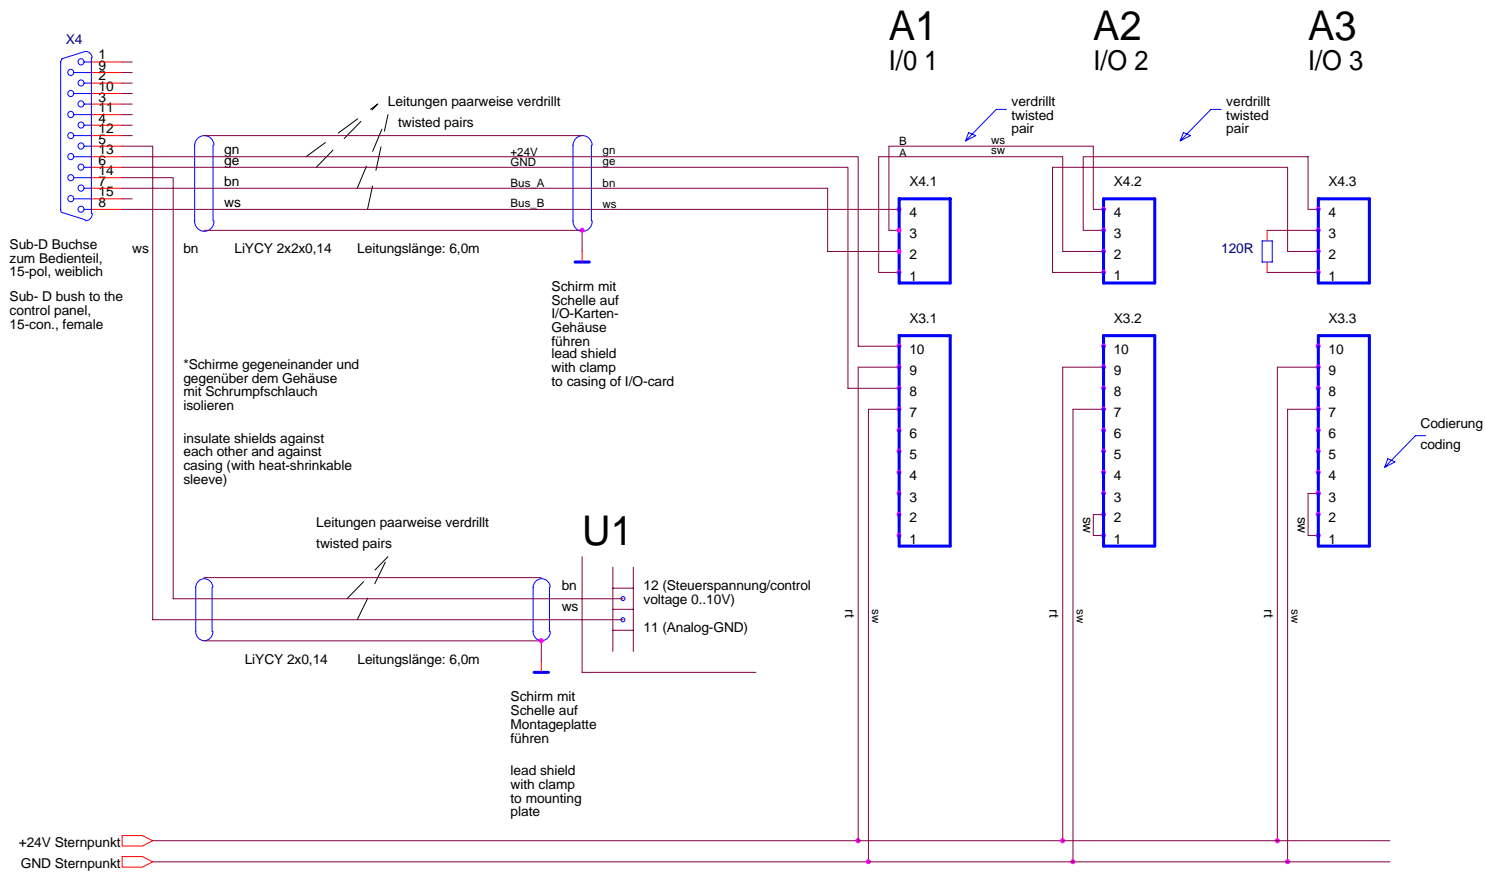 A1
I/0 1
A2
I/O 2
A3
I/O 3
X4
1
9
2
10
3
11
4
12
5
13
6
14
7
15
8
Leitungen paarweise verdrillt
twisted pairs
gn
ge
bn
ws
+24V
GND
Bus_A
Bus_B
gn
ge
bn
ws
LiYCY 2x2x0,14
Leitungslänge: 6,0m
ws
bn
Sub-D Buchse
zum Bedienteil,
15-pol, weiblich
Sub- D bush to the
control panel,
15-con., female
Schirm mit
Schelle auf
I/O-Karten-
Gehäuse
führen
lead shield
with clamp
to casing of I/O-card
*Schirme gegeneinander und
gegenüber dem Gehäuse
mit Schrumpfschlauch
isolieren
insulate shields against
each other and against
casing (with heat-shrinkable
sleeve)
verdrillt
twisted
pair
verdrillt
twisted
pair
B
A
ws
sw
X4.1
4
3
2
1
X4.2
4
3
2
1
X4.3
4
3
2
1
120R
X3.1
10
9
8
7
6
5
4
3
2
1
X3.2
10
9
8
7
6
5
4
3
2
1
sw
X3.3
10
9
8
7
6
5
4
3
2
1
sw
Codierung
coding
Leitungen paarweise verdrillt
twisted pairs
U1
bn
ws
12 (Steuerspannung/control
voltage 0..10V)
11 (Analog-GND)
LiYCY 2x0,14
Leitungslänge: 6,0m
Schirm mit
Schelle auf
Montageplatte
führen
lead shield
with clamp
to mounting
plate
rt
sw
rt
sw
rt
sw
+24V Sternpunkt
GND Sternpunkt